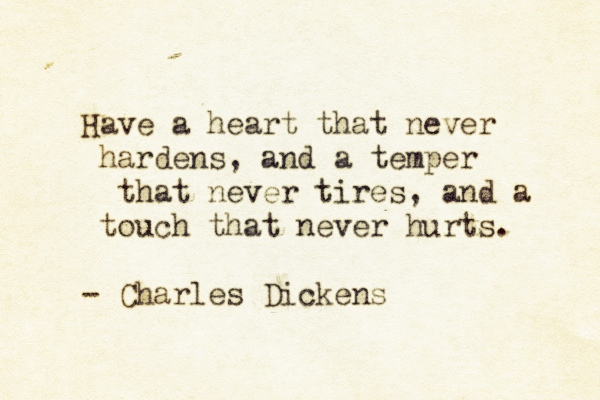 Have a heart that never
hardens, and a temper
that never tires, and a
touch that never hurts.
- Charles Dickens